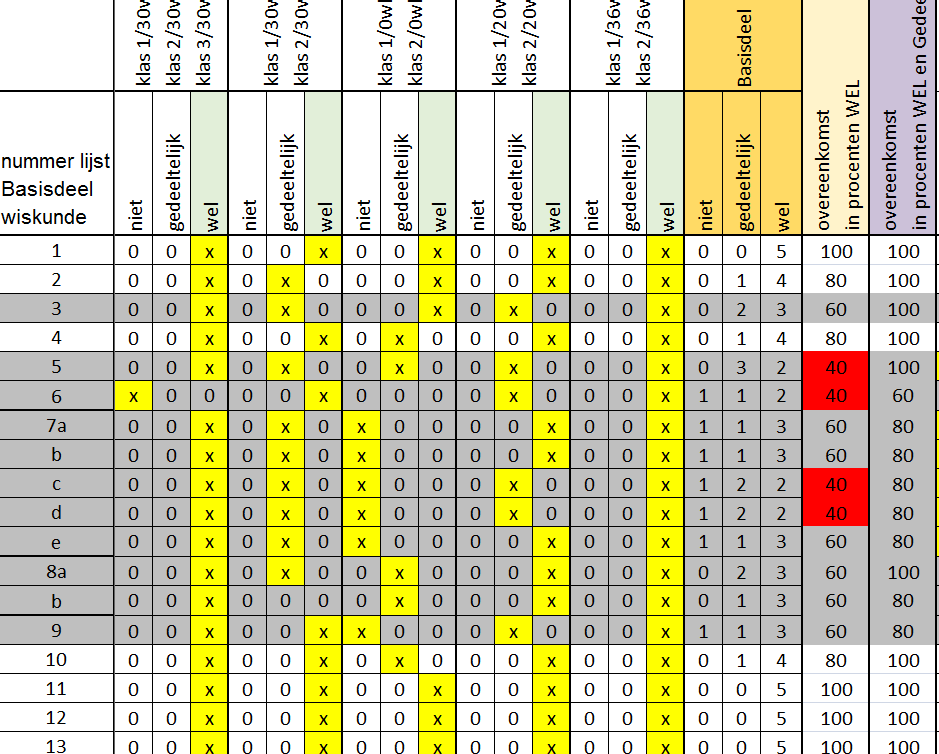 klas 1/30w
klas 2/30w
klas 3/30w
klas 1/30w
klas 2/30w
klas 1/0wl
klas 2/0wl
klas 1/20w
klas 2/20w
klas 1/36w
klas 2/36w
Basisdeel
overeenkomst
in procenten WEL
overeenkomst
in procenten WEL en Gedee
nummer lijst
Basisdeel
wiskunde
niet gedeeltelijk wel niet gedeeltelijk wel niet gedeeltelijk wel niet gedeeltelijk wel niet gedeeltelijk wel niet gedeeltelijk wel
1 0 0 x 0 0 x 0 0 x 0 0 x 0 0 x 0 0 5 100 100
2 0 0 x 0 x 0 0 0 x 0 0 x 0 0 x 0 1 4 80 100
3 0 0 x 0 x 0 0 0 x 0 x 0 0 0 x 0 2 3 60 100
4 0 0 x 0 0 x 0 x 0 0 0 x 0 0 x 0 1 4 80 100
5 0 0 x 0 x 0 0 x 0 0 x 0 0 0 x 0 3 2 40 100
6 x 0 0 0 0 x 0 0 0 0 x 0 0 0 x 1 1 2 40 60
7a 0 0 x 0 x 0 x 0 0 0 0 x 0 0 x 1 1 3 60 80
b 0 0 x 0 x 0 x 0 0 0 0 x 0 0 x 1 1 3 60 80
c 0 0 x 0 x 0 x 0 0 0 x 0 0 0 x 1 2 2 40 80
d 0 0 x 0 x 0 x 0 0 0 x 0 0 0 x 1 2 2 40 80
e 0 0 x 0 x 0 x 0 0 0 0 x 0 0 x 1 1 3 60 80
8a 0 0 x 0 x 0 0 x 0 0 0 x 0 0 x 0 2 3 60 100
b 0 0 x 0 0 0 0 x 0 0 0 x 0 0 x 0 1 3 60 80
9 0 0 x 0 0 x x 0 0 0 x 0 0 0 x 1 1 3 60 80
10 0 0 x 0 0 x 0 x 0 0 0 x 0 0 x 0 1 4 80 100
11 0 0 x 0 0 x 0 0 x 0 0 x 0 0 x 0 0 5 100 100
12 0 0 x 0 0 x 0 0 x 0 0 x 0 0 x 0 0 5 100 100
13 0 0 x 0 0 x 0 0 x 0 0 x 0 0 x 0 0 5 100 100